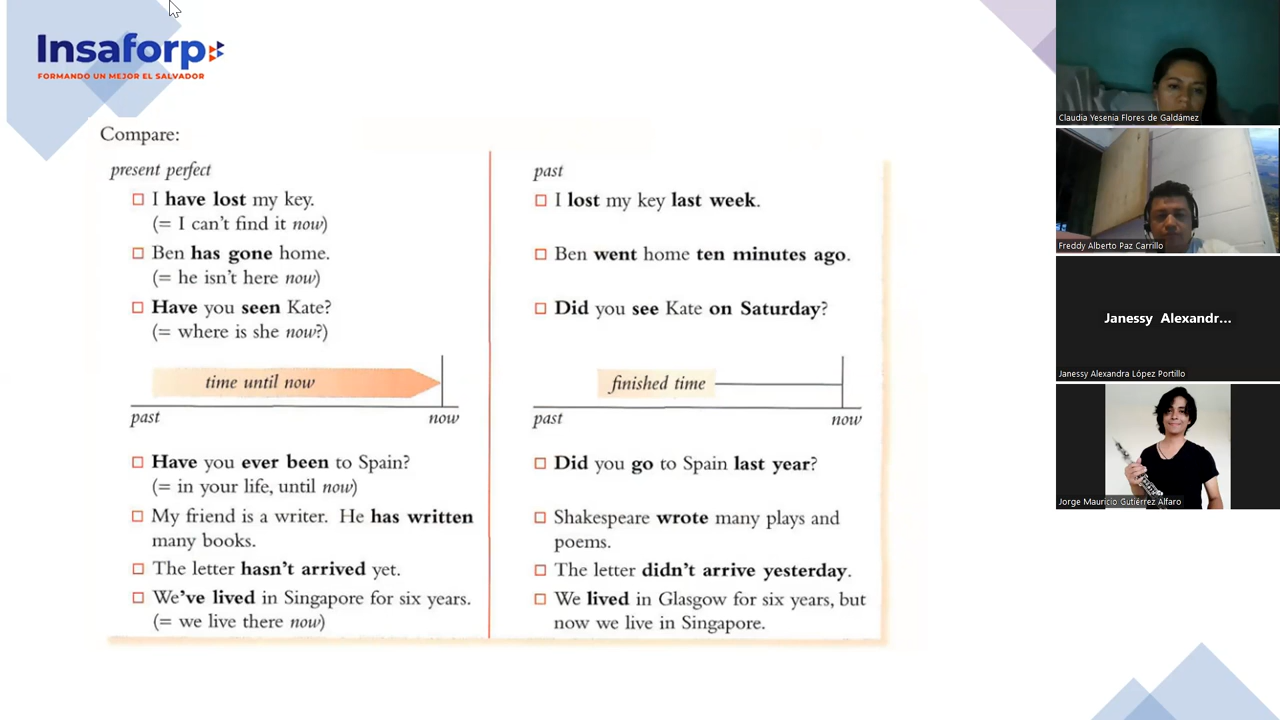 Insaforp
FORMANDO UN MEJOR EL SALVADOR
Compare:
present perfect
□ I have lost my key.
(= I can't find it now)
□ Ben has gone home.
(= he isn't here now)
□ Have you seen Kate?
(= where is she now?)
time until now
past now
□ Have you ever been to Spain?
(= in your life, until now)
□ My friend is a writer. He has written
many books.
□ The letter hasn't arrived yet.
□ We've lived in Singapore for six years.
(= we live there now)
past
□ I lost my key last week.
□ Ben went home ten minutes ago.
□ Did you see Kate on Saturday?
finished time
past now
□ Did you go to Spain last year?
□ Shakespeare wrote many plays and
poems.
□ The letter didn't arrive yesterday.
□ We lived in Glasgow for six years, but
now we live in Singapore.
Claudia Yesenia Flores de Galdámez
Freddy Alberto Paz Carrillo
Janessy Alexandr...
Janessy Alexandra López Portillo
Jorge Mauricio Gutiérrez Alfaro